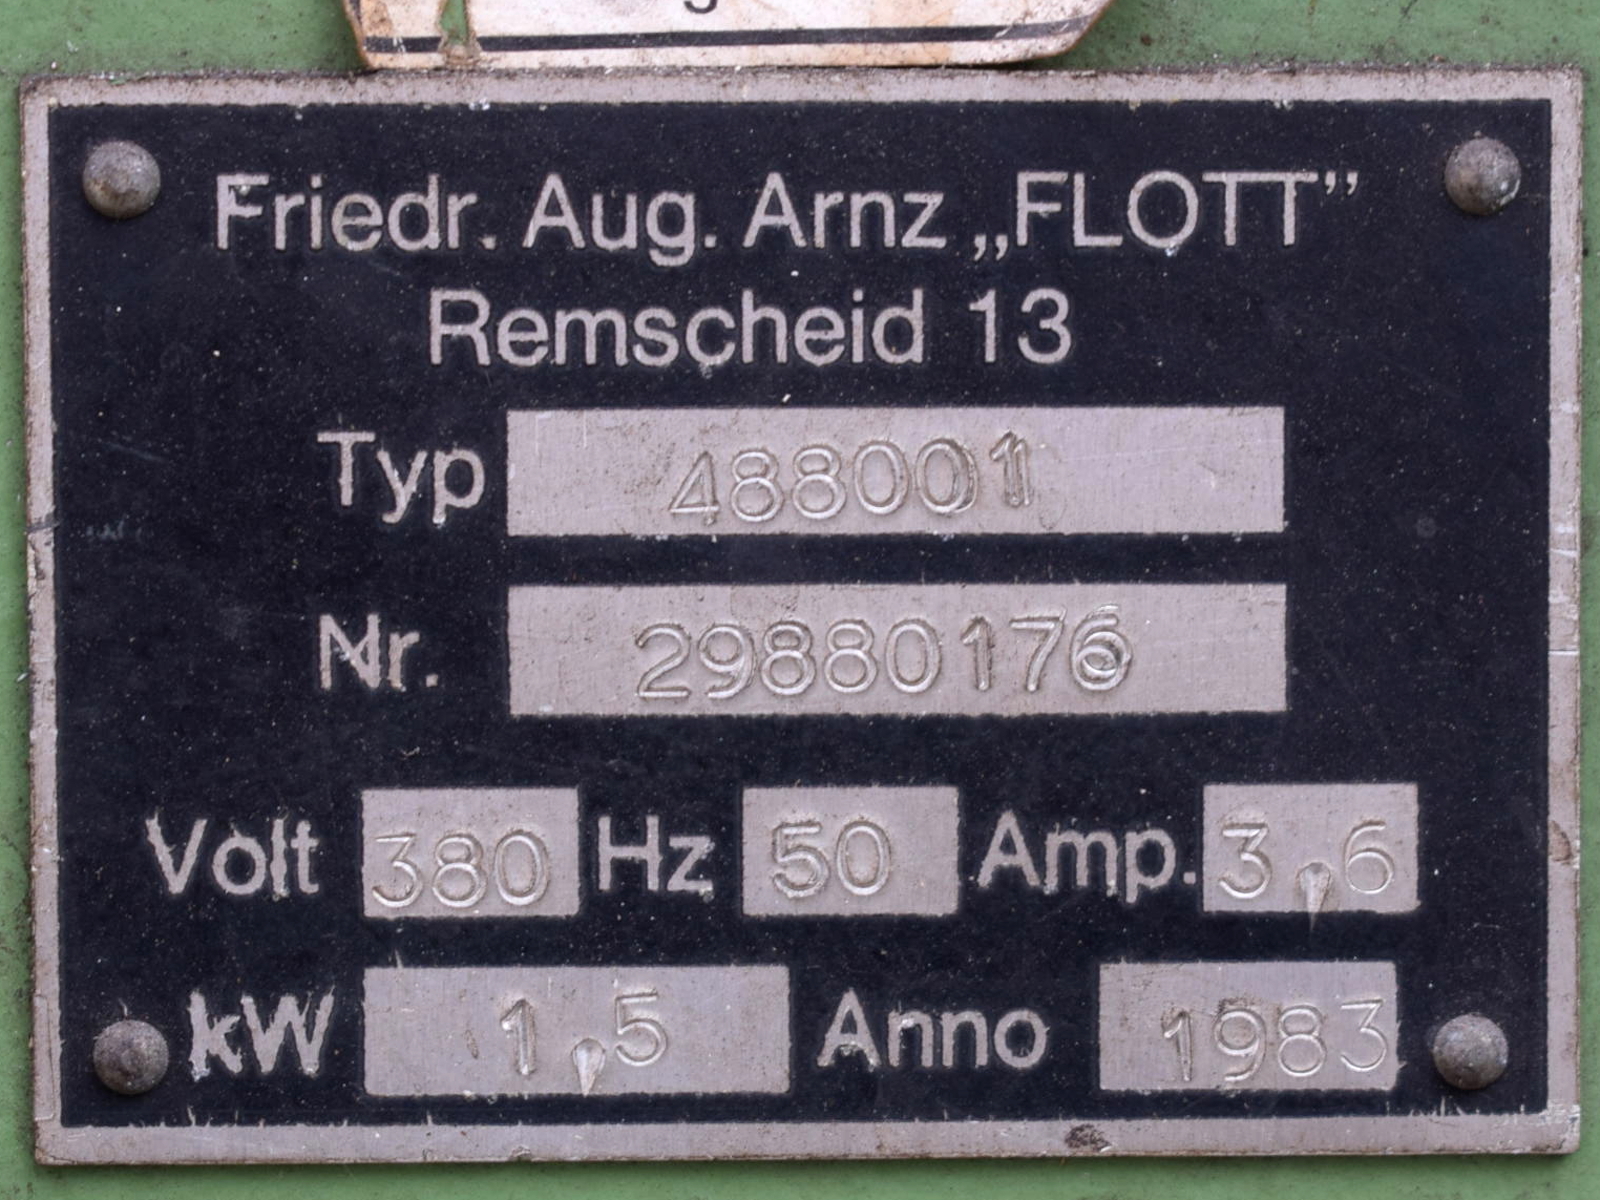 Friedr. Aug. Arnz „FLOTT”
Remscheid 13
Typ 488001
Nr. 29880176
Volt 380 Hz 50 Amp. 3,6
kW 1,5 Anno 1983